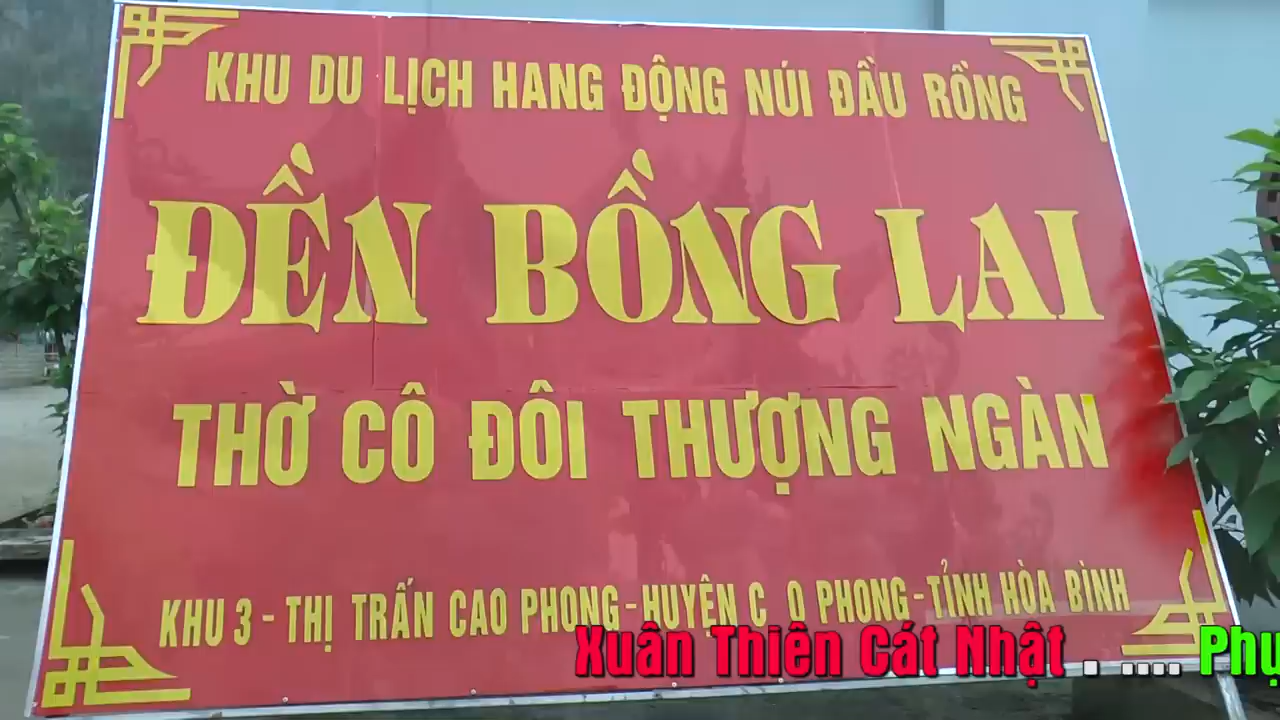 KHU DU LỊCH HANG ĐỘNG NÚI ĐẦU RỒNG
ĐỀN BỒNG LAI
THỜ CÔ ĐÔI THƯỢNG NGÀN
KHU 3 - THỊ TRẤN CAO PHONG - HUYỆN C O PHONG - TỈNH HÒA BÌNH
Xuân Thiên Cát Nhật . .... Phụ